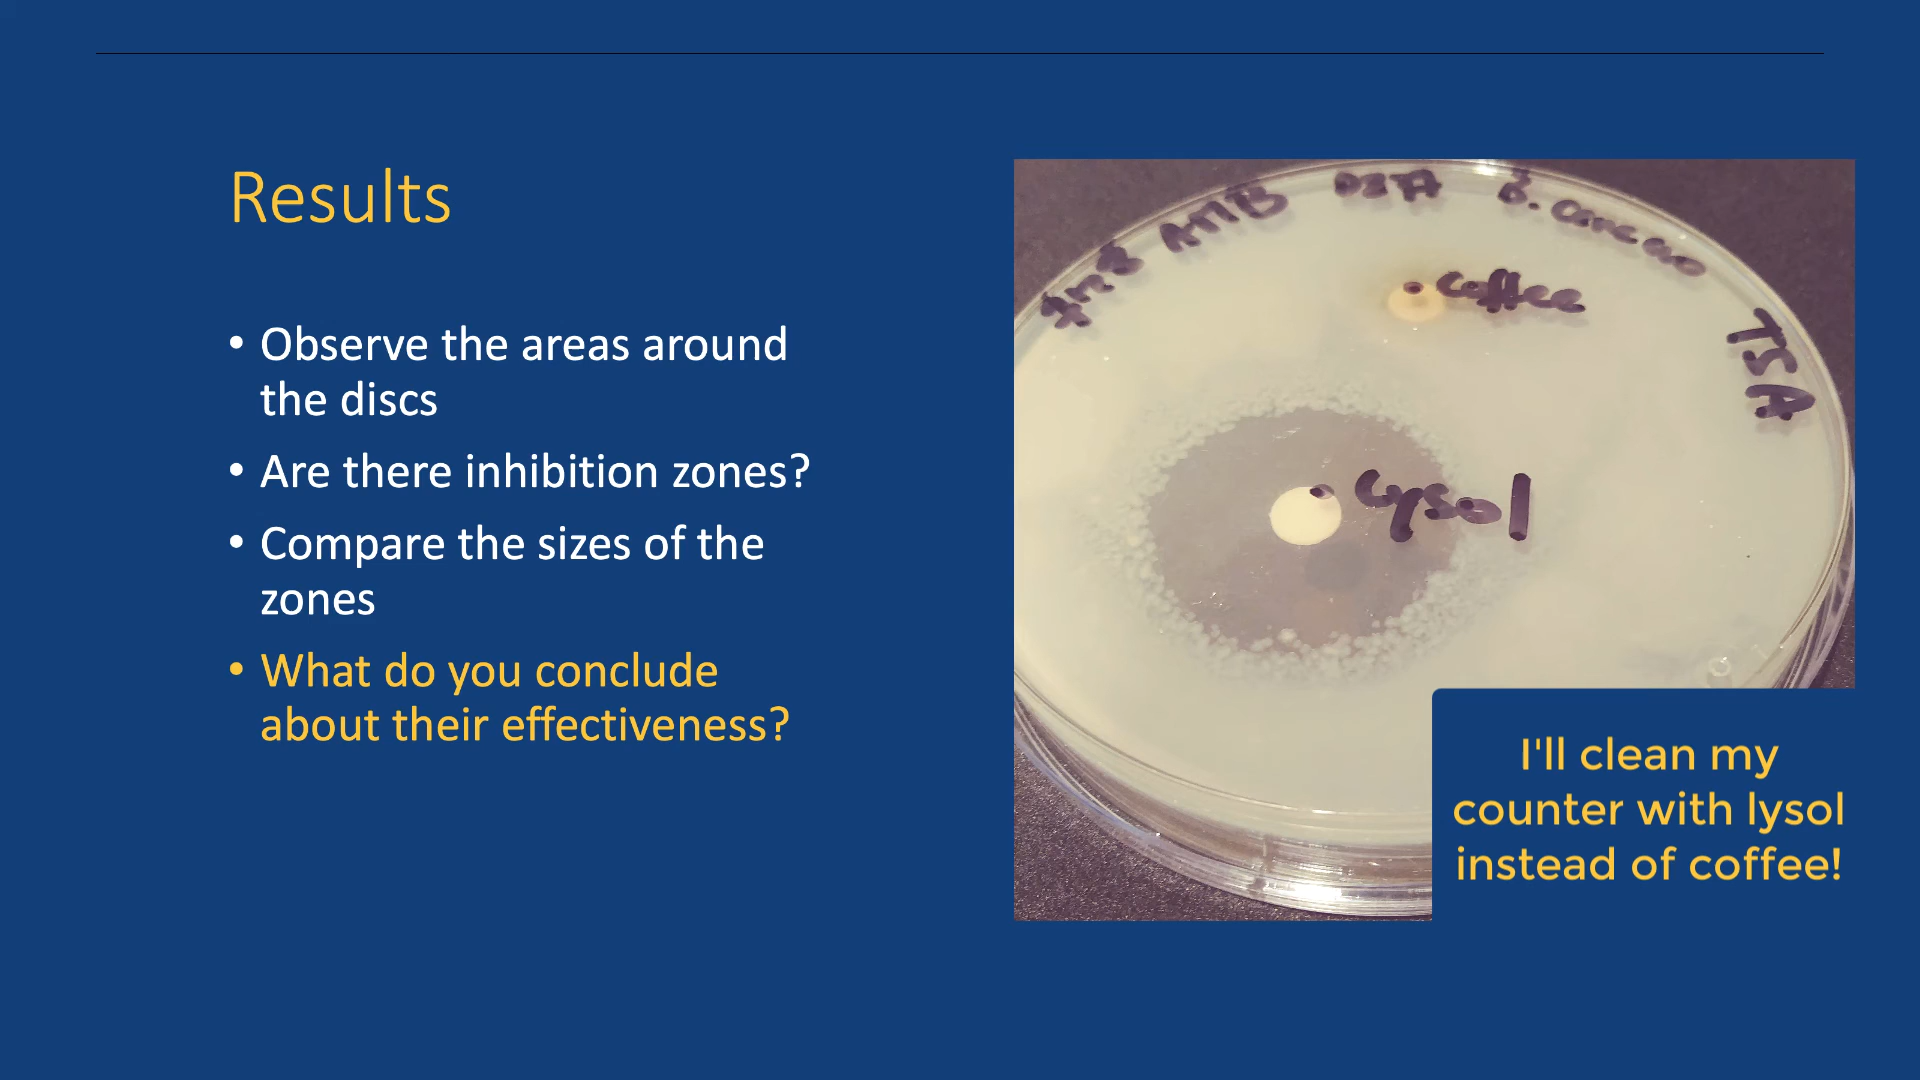 Results
• Observe the areas around
the discs
• Are there inhibition zones?
• Compare the sizes of the
zones
• What do you conclude
about their effectiveness?
coffee
TSA
Lysol
I'll clean my
counter with lysol
instead of coffee!